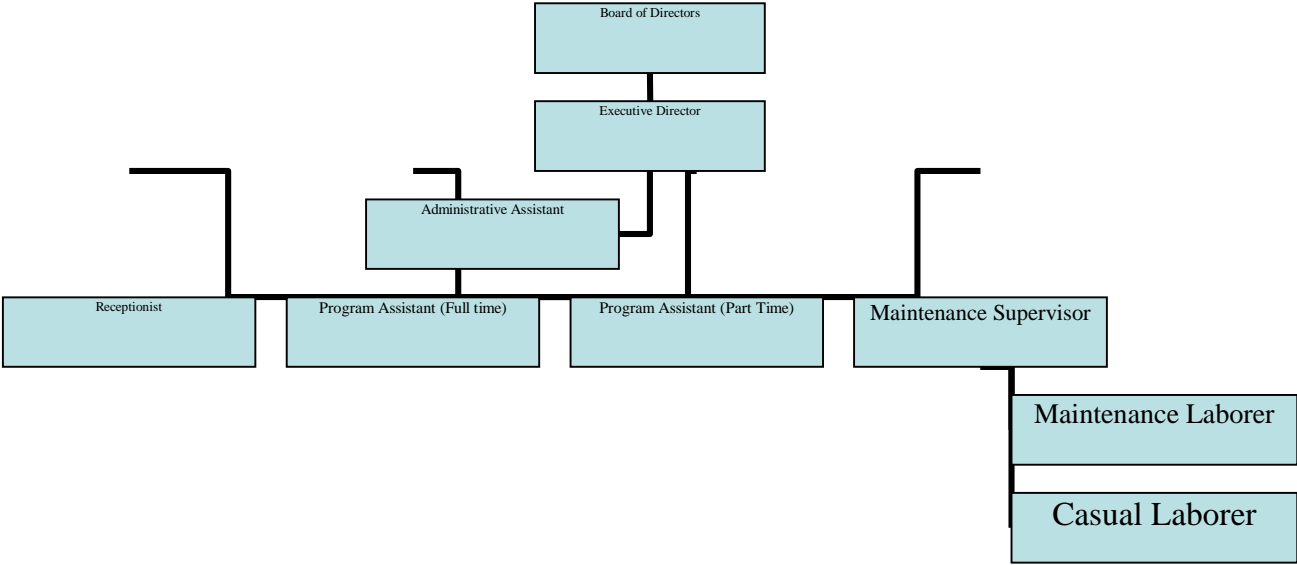 Board of Directors
Executive Director
Administrative Assistant
Receptionist
Program Assistant (Full time)
Program Assistant (Part Time)
Maintenance Supervisor
Maintenance Laborer
Casual Laborer